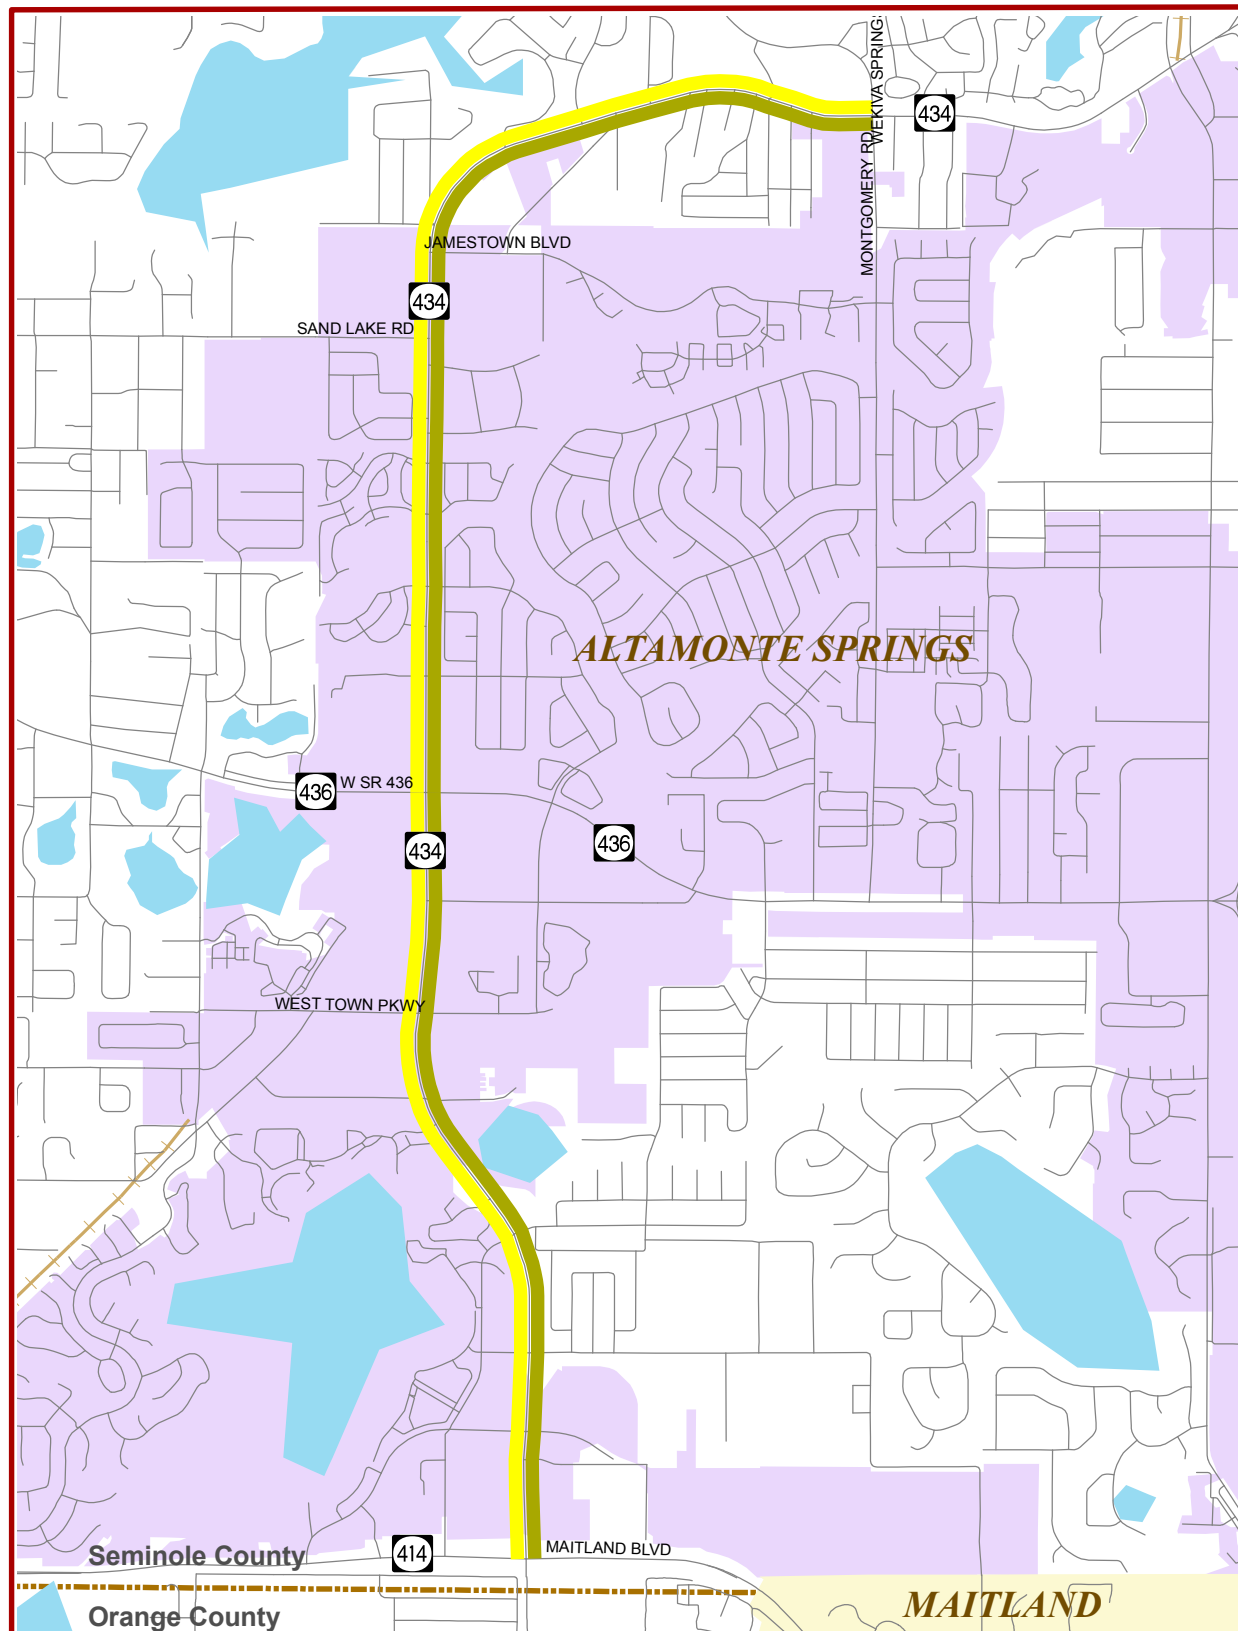 WEKIVA SPRINGS
434
MONTGOMERY RD
JAMESTOWN BLVD
434
SAND LAKE RD
ALTAMONTE SPRINGS
436
W SR 436
434
436
WEST TOWN PKWY
Seminole County
414
MAITLAND BLVD
Orange County
MAITLAND